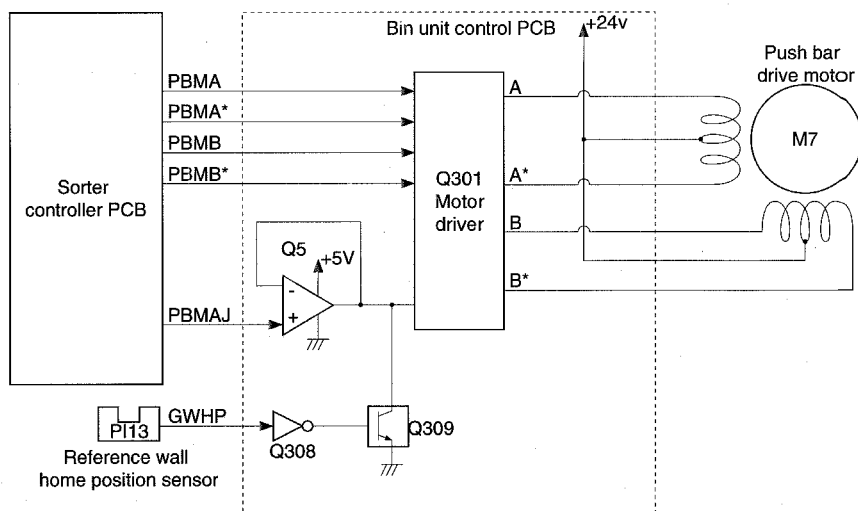 Bin unit control PCB
+24v
Push bar
drive motor
M7
PBMA
PBMA*
PBMB
PBMB*
Sorter
controller PCB
Q301
Motor
driver
A
A*
B
B*
Q5
+5V
-
+
PBMAJ
GWHP
PI13
Q308
Q309
Reference wall
home position sensor